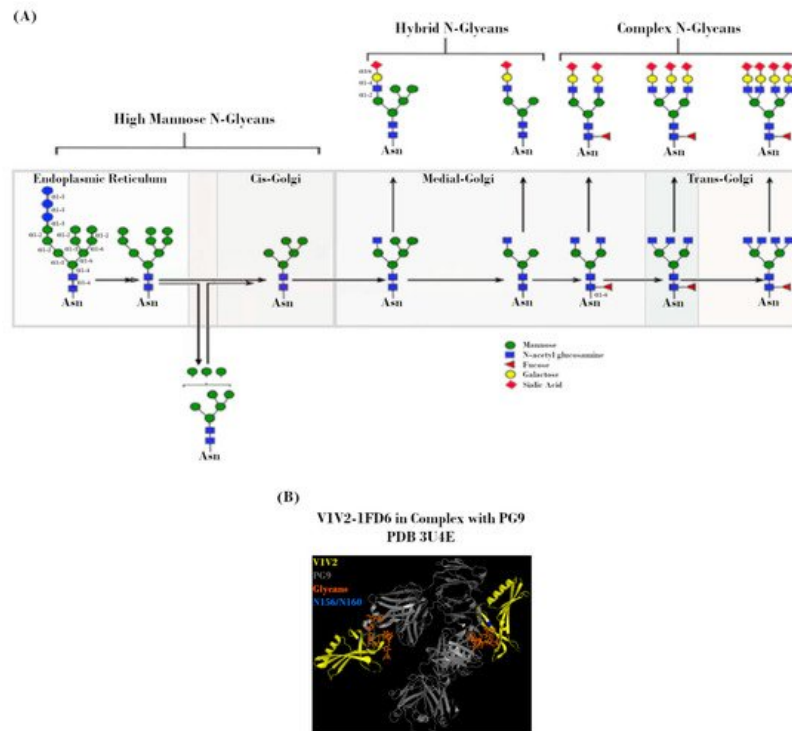 (A)
Hybrid N-Glycans
Complex N-Glycans
High Mannose N-Glycans
Asn Asn Asn Asn Asn
Endoplasmic Reticulum
Cis-Golgi
Medial-Golgi
Trans-Golgi
Asn Asn Asn Asn Asn Asn Asn Asn
Mannose
N-acetyl glucosamine
Fucose
Galactose
Sialic Acid
Asn
(B)
V1V2-1FD6 in Complex with PG9
PDB 3U4E
V1V2
PG9
Glycans
N156/N160